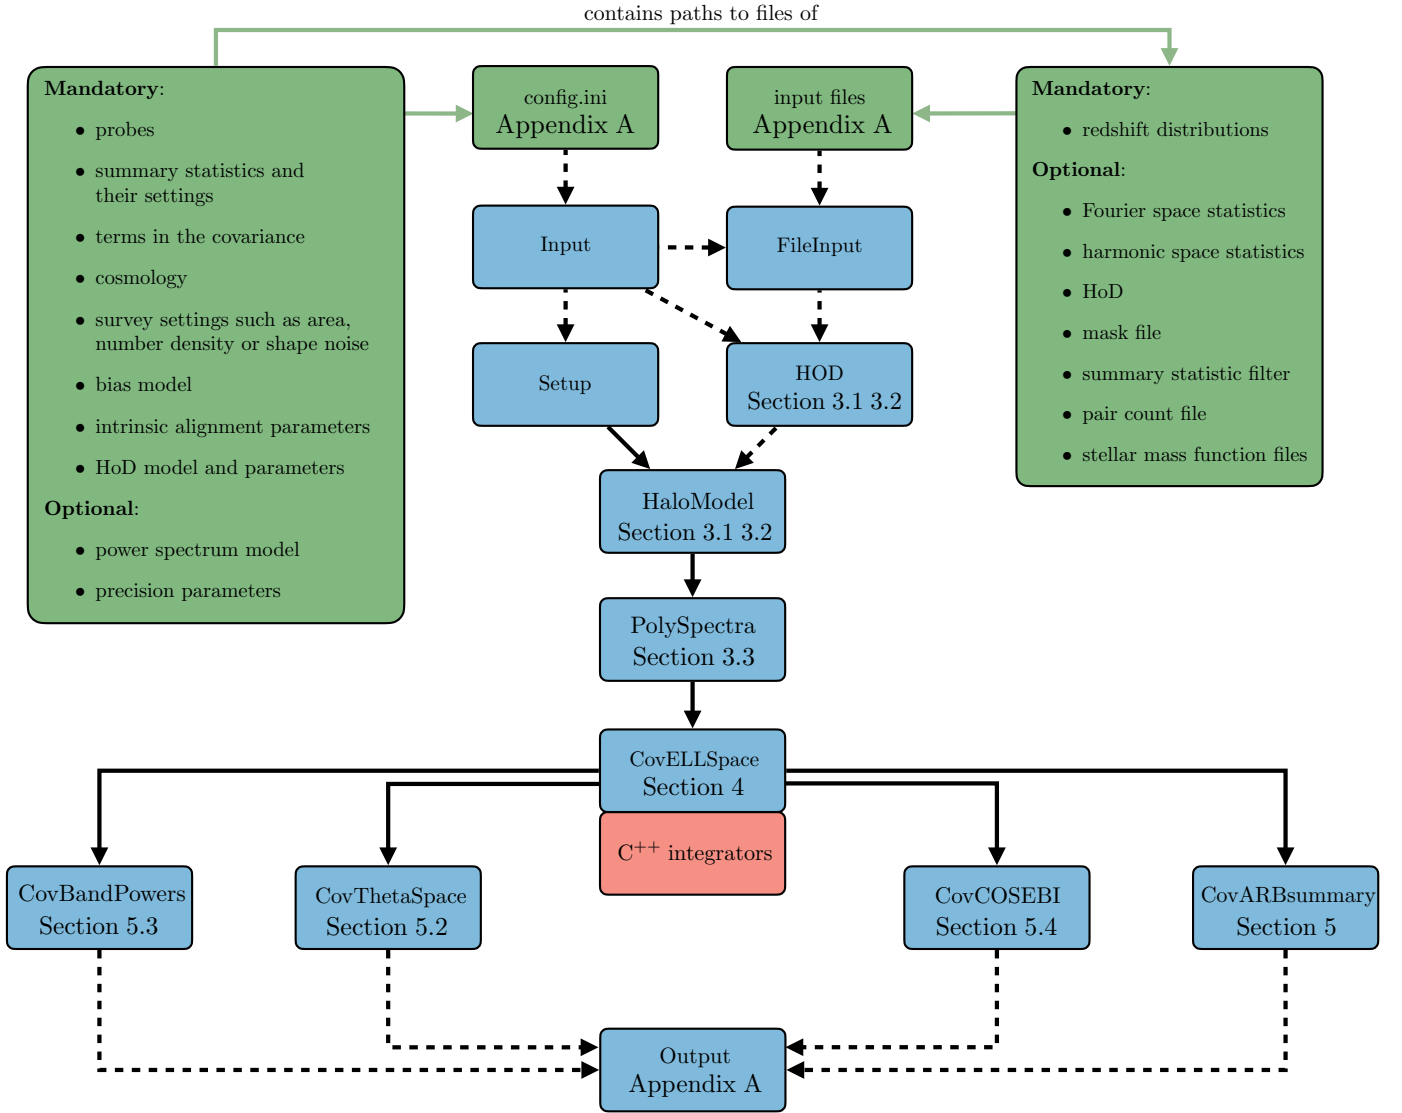 contains paths to files of
Mandatory:
• probes
• summary statistics and
their settings
• terms in the covariance
• cosmology
• survey settings such as area,
number density or shape noise
• bias model
• intrinsic alignment parameters
• HoD model and parameters
Optional:
• power spectrum model
• precision parameters
config.ini
Appendix A
input files
Appendix A
Mandatory:
• redshift distributions
Optional:
• Fourier space statistics
• harmonic space statistics
• HoD
• mask file
• summary statistic filter
• pair count file
• stellar mass function files
Input
FileInput
Setup
HOD
Section 3.1 3.2
HaloModel
Section 3.1 3.2
PolySpectra
Section 3.3
CovELLSpace
Section 4
C++ integrators
CovBandPowers
Section 5.3
CovThetaSpace
Section 5.2
CovCOSEBI
Section 5.4
CovARBsummary
Section 5
Output
Appendix A